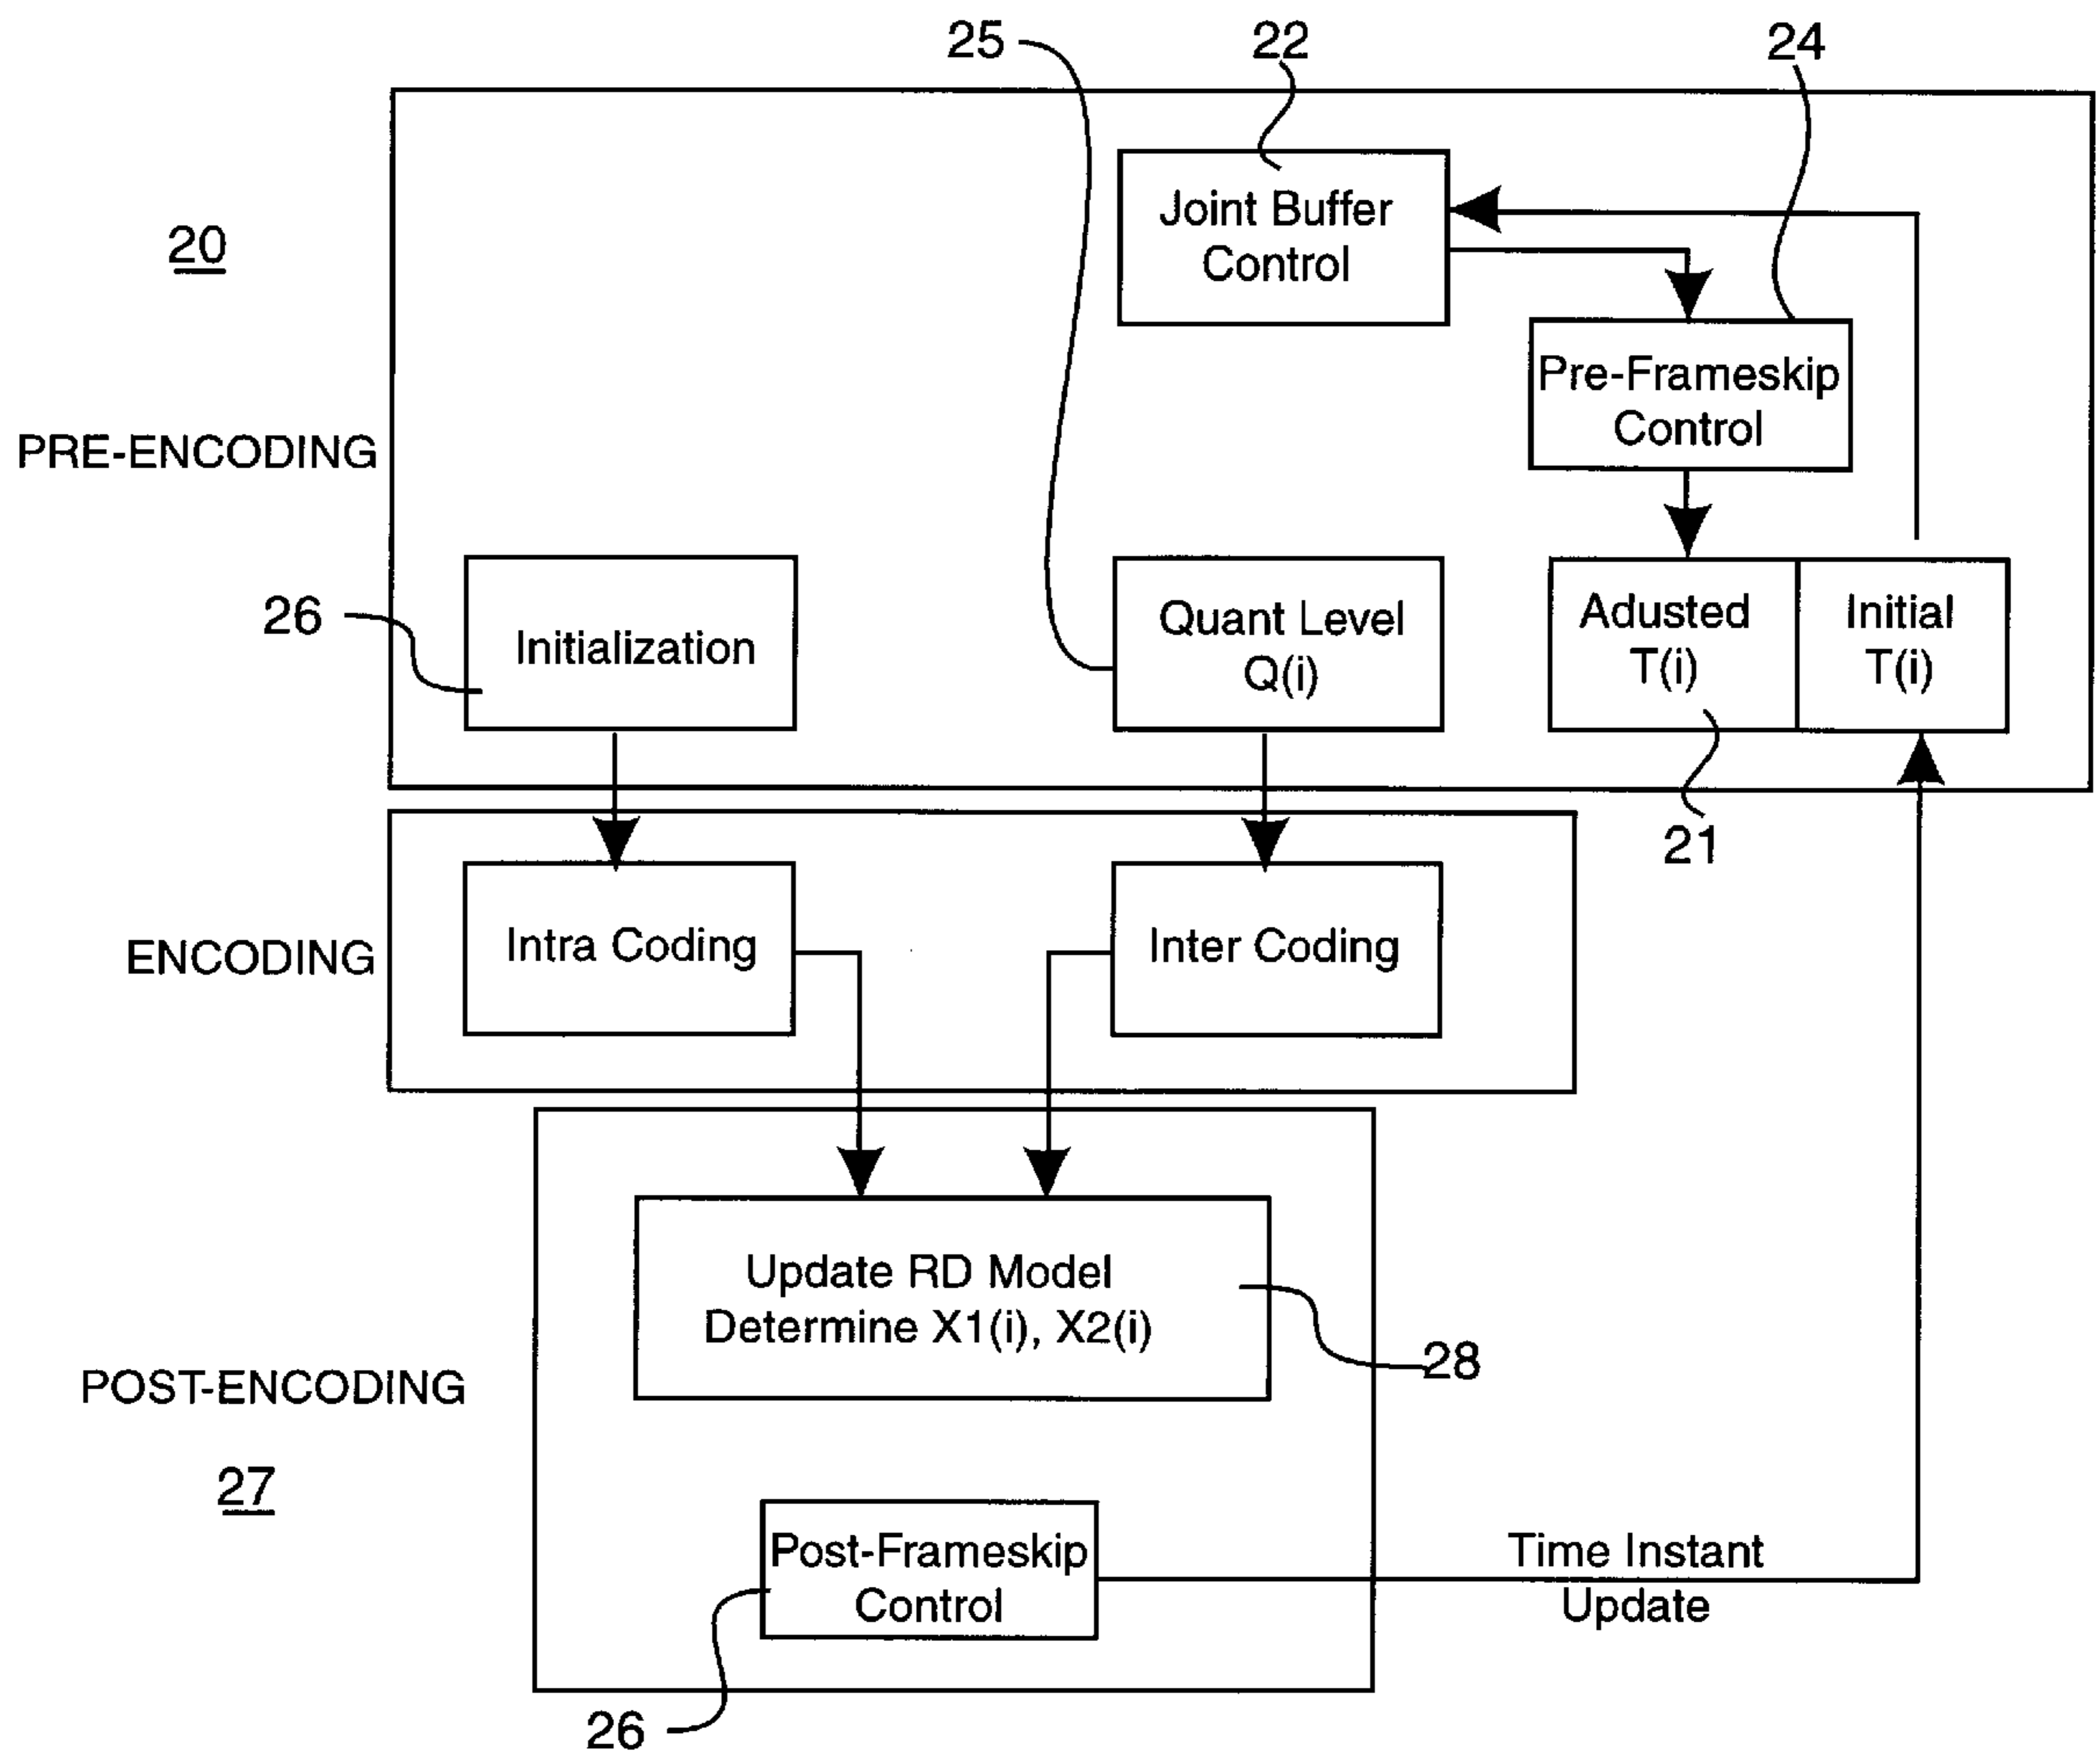 25
22
24
20
Joint Buffer
Control
Pre-Frameskip
Control
PRE-ENCODING
26
Initialization
Quant Level
Q(i)
Adusted
T(i)
Initial
T(i)
21
ENCODING
Intra Coding
Inter Coding
Update RD Model
Determine X1(i), X2(i)
28
POST-ENCODING
27
Post-Frameskip
Control
Time Instant
Update
26